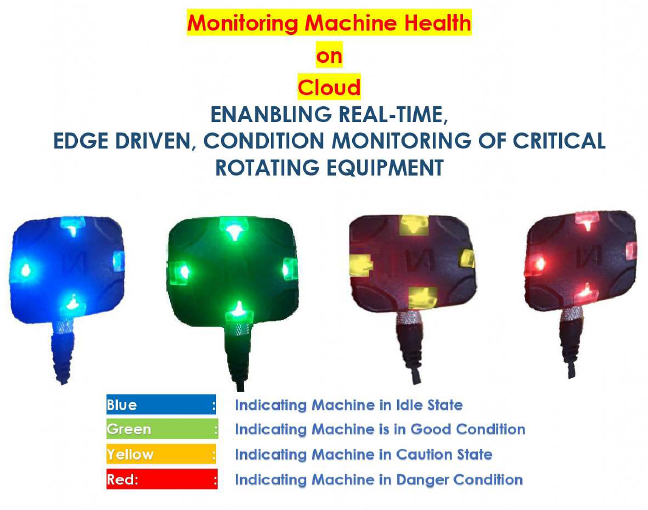 Monitoring Machine Health
on
Cloud
ENANBLING REAL-TIME,
EDGE DRIVEN, CONDITION MONITORING OF CRITICAL
ROTATING EQUIPMENT
Blue : Indicating Machine in Idle State
Green : Indicating Machine is in Good Condition
Yellow : Indicating Machine in Caution State
Red: : Indicating Machine in Danger Condition